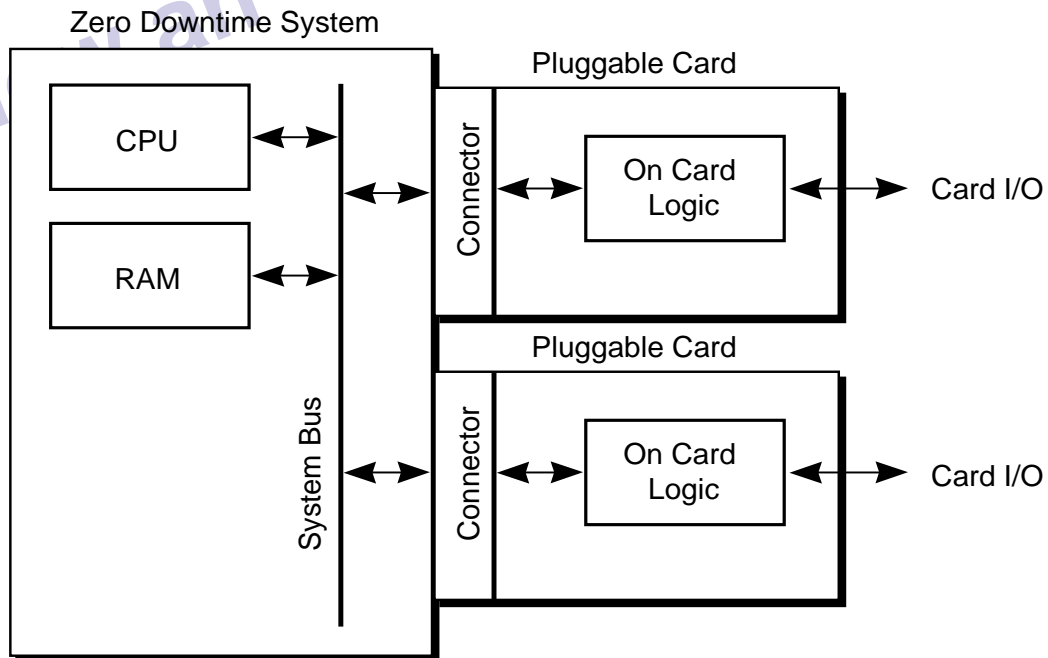 Zero Downtime System
CPU
RAM
System Bus
Pluggable Card
Connector
On Card
Logic
Card I/O
Pluggable Card
Connector
On Card
Logic
Card I/O